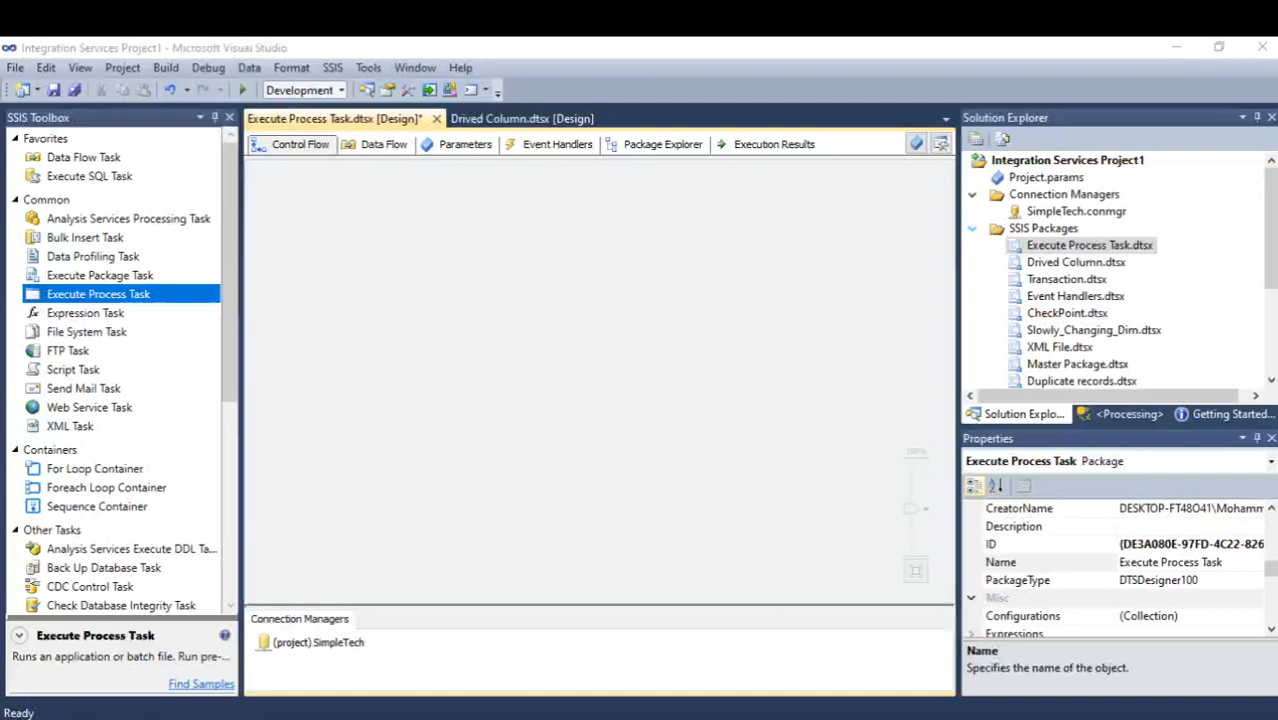 Integration Services Project1 - Microsoft Visual Studio
File Edit View Project Build Debug Data Format SSIS Tools Window Help
Development
SSIS Toolbox
Favorites
Data Flow Task
Execute SQL Task
Common
Analysis Services Processing Task
Bulk Insert Task
Data Profiling Task
Execute Package Task
Execute Process Task
Expression Task
File System Task
FTP Task
Script Task
Send Mail Task
Web Service Task
XML Task
Containers
For Loop Container
Foreach Loop Container
Sequence Container
Other Tasks
Analysis Services Execute DDL Ta...
Back Up Database Task
CDC Control Task
Check Database Integrity Task
Execute Process Task
Runs an application or batch file. Run pre-...
Find Samples
Execute Process Task.dtsx [Design]* Drived Column.dtsx [Design]
Control Flow Data Flow Parameters Event Handlers Package Explorer Execution Results
100%
Connection Managers
(project) SimpleTech
Solution Explorer
Integration Services Project1
Project.params
Connection Managers
SimpleTech.conmgr
SSIS Packages
Execute Process Task.dtsx
Drived Column.dtsx
Transaction.dtsx
Event Handlers.dtsx
CheckPoint.dtsx
Slowly_Changing_Dim.dtsx
XML File.dtsx
Master Package.dtsx
Duplicate records.dtsx
Solution Explo... <Processing> Getting Started...
Properties
Execute Process Task Package
CreatorName DESKTOP-FT48O41\Mohamm
Description
ID {DE3A080E-97FD-4C22-826
Name Execute Process Task
PackageType DTSDesigner100
Misc
Configurations (Collection)
Expressions
Name
Specifies the name of the object.
Ready